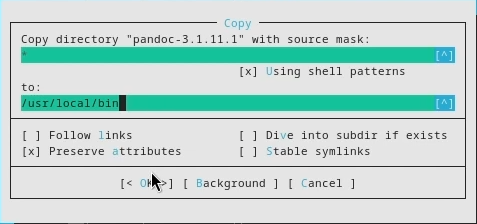 Copy
Copy directory "pandoc-3.1.11.1" with source mask:
* [^]
[x] Using shell patterns
to:
/usr/local/bin [^]
[ ] Follow links [ ] Dive into subdir if exists
[x] Preserve attributes [ ] Stable symlinks
[< OK >] [ Background ] [ Cancel ]